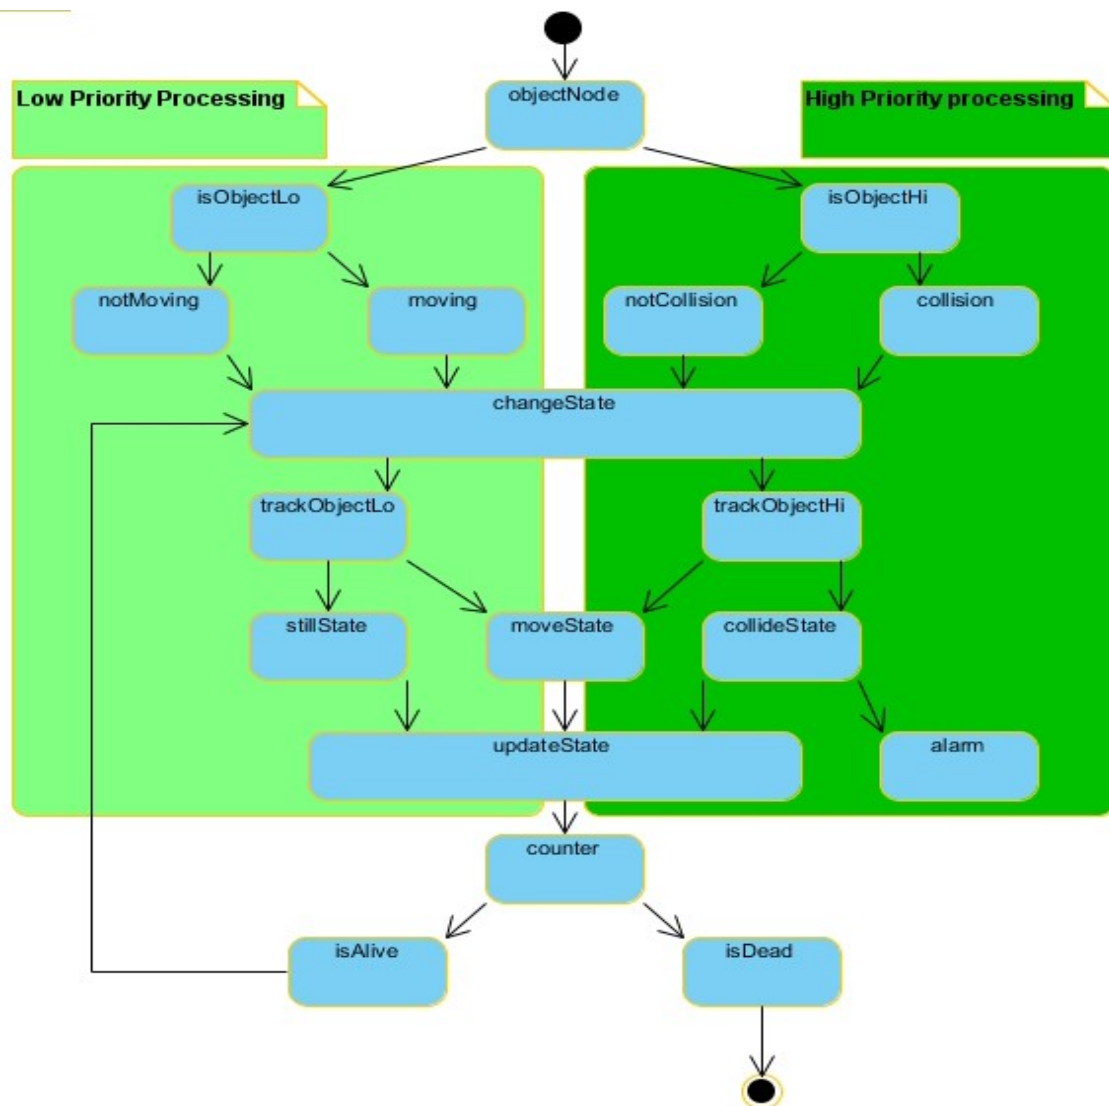 objectNode
Low Priority Processing
High Priority processing
isObjectLo
isObjectHi
notMoving
moving
notCollision
collision
changeState
trackObjectLo
trackObjectHi
stillState
moveState
collideState
updateState
alarm
counter
isAlive
isDead